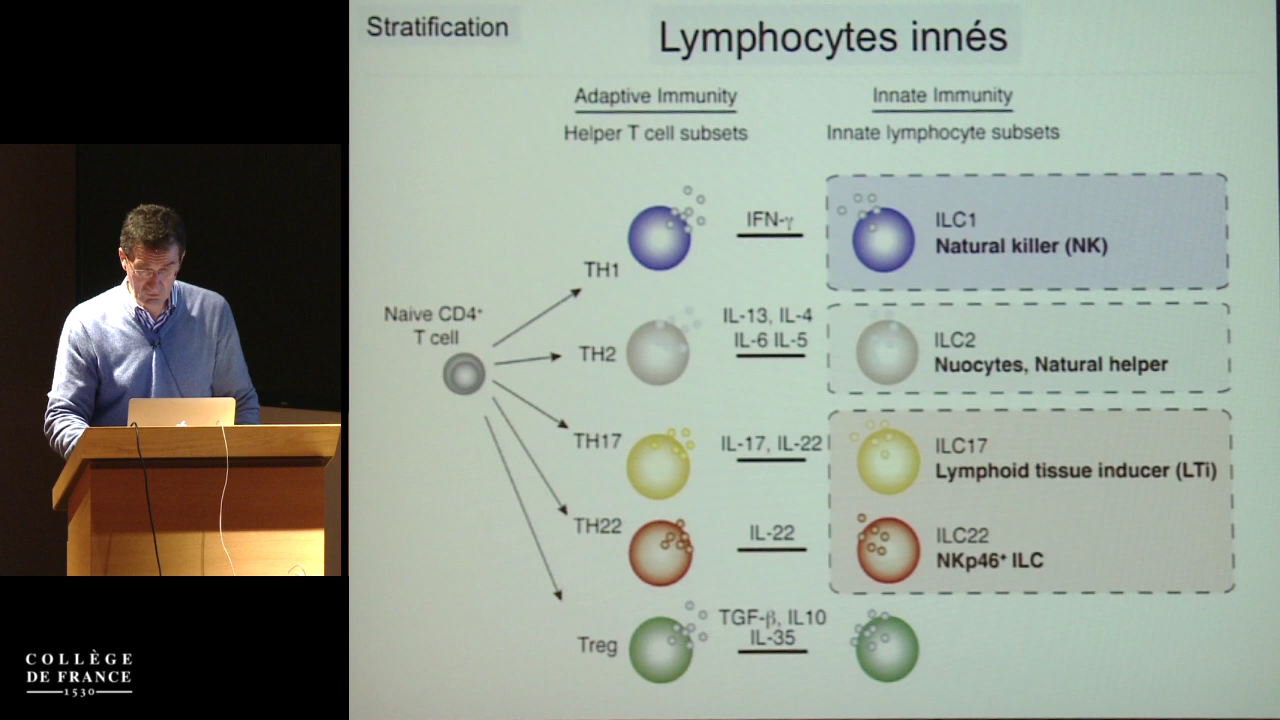 Stratification
Lymphocytes innés
Adaptive Immunity
Helper T cell subsets
Innate Immunity
Innate lymphocyte subsets
Naive CD4+
T cell
TH1
IFN-γ
ILC1
Natural killer (NK)
TH2
IL-13, IL-4
IL-6 IL-5
ILC2
Nuocytes, Natural helper
TH17
IL-17, IL-22
ILC17
Lymphoid tissue inducer (LTi)
TH22
IL-22
ILC22
NKp46+ ILC
Treg
TGF-β, IL10
IL-35
COLLÈGE
DE FRANCE
1530